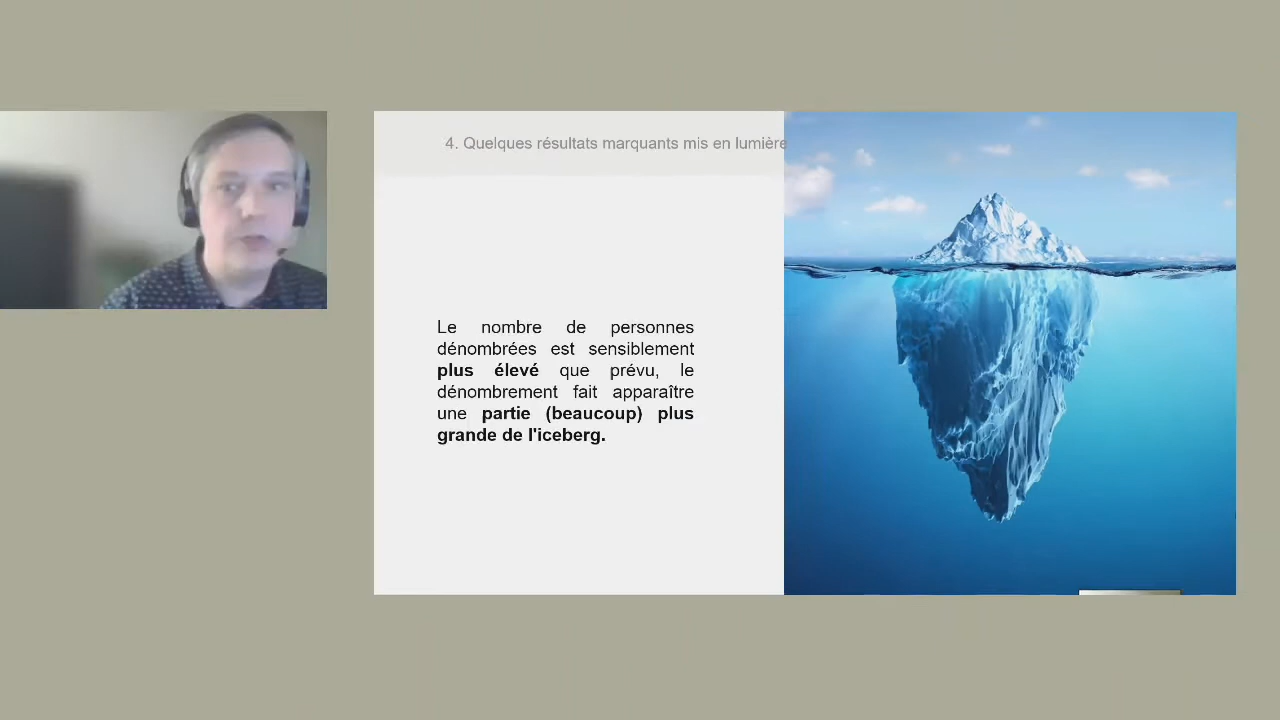 4. Quelques résultats marquants mis en lumière
Le nombre de personnes
dénombrées est sensiblement
plus élevé que prévu, le
dénombrement fait apparaître
une partie (beaucoup) plus
grande de l'iceberg.